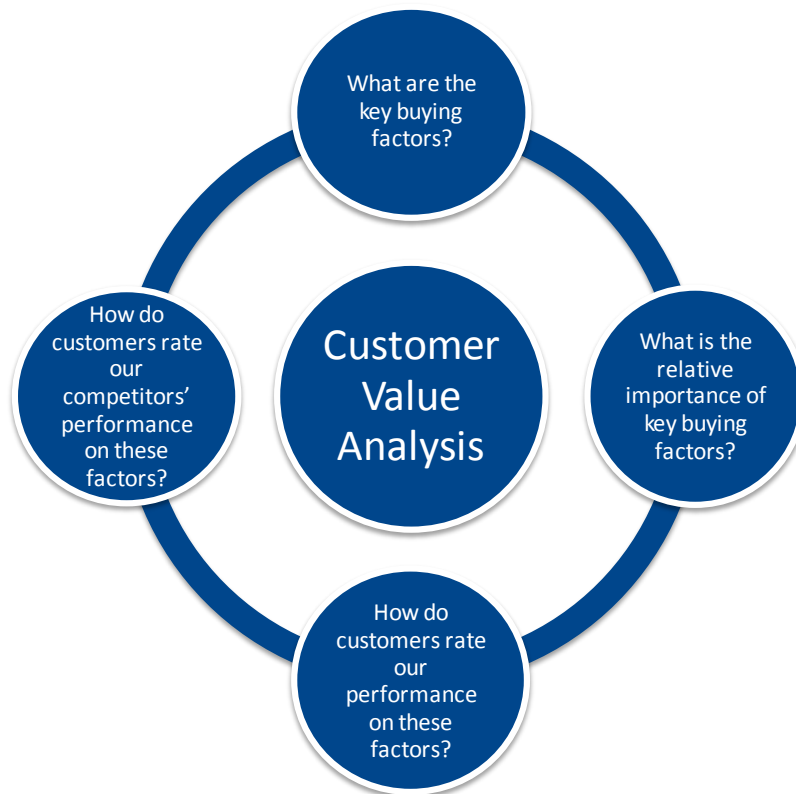 What are the
key buying
factors?
How do
customers rate
our
competitors’
performance
on these
factors?
Customer
Value
Analysis
What is the
relative
importance of
key buying
factors?
How do
customers rate
our
performance
on these
factors?